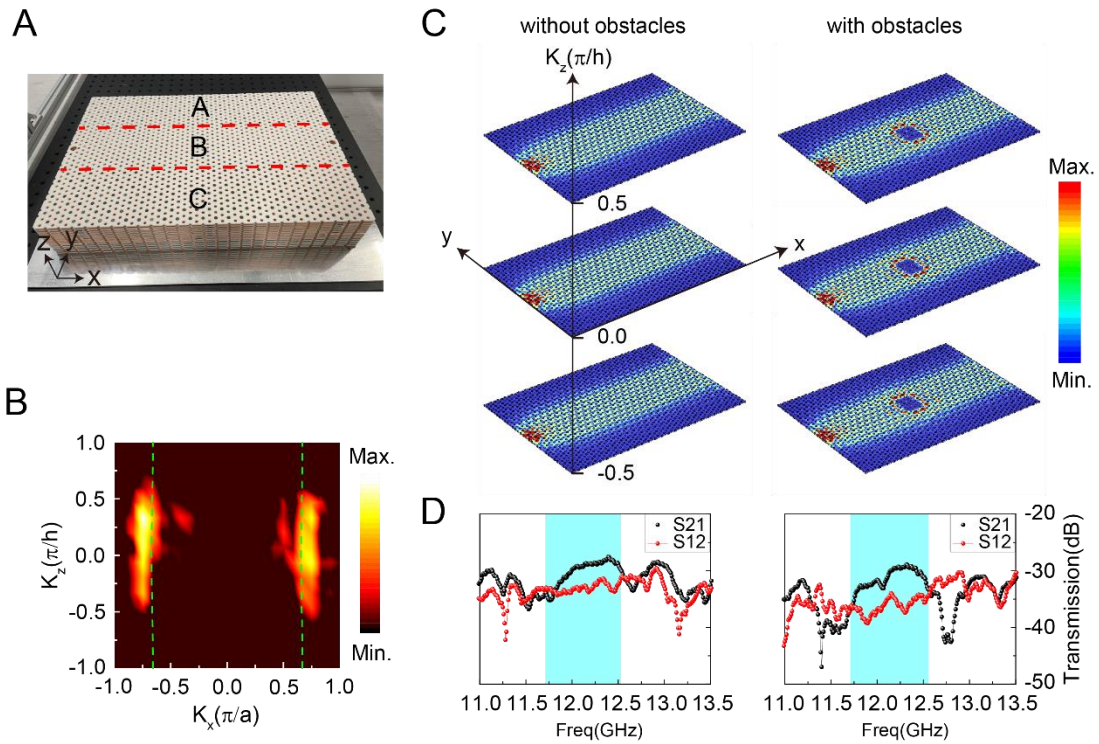 A
A
B
C
z
y
x
B
1.0
0.5
0.0
-0.5
-1.0
K_z(π/h)
-1.0
-0.5
0.0
0.5
1.0
K_x(π/a)
Max.
Min.
C
without obstacles
with obstacles
K_z(π/h)
0.5
y
x
0.0
-0.5
Max.
Min.
D
S21
S12
11.0 11.5 12.0 12.5 13.0 13.5
Freq(GHz)
S21
S12
-20
-30
-40
-50
Transmission(dB)
11.0 11.5 12.0 12.5 13.0 13.5
Freq(GHz)